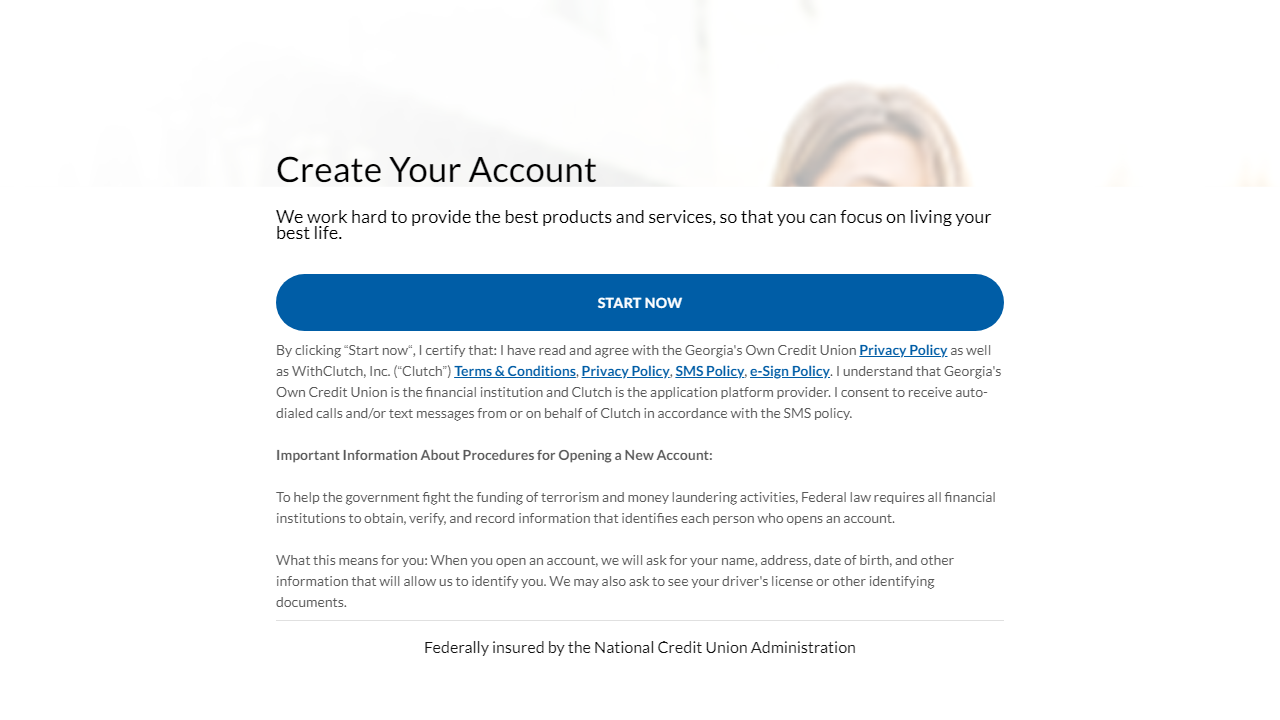 Create Your Account
We work hard to provide the best products and services, so that you can focus on living your
best life.
START NOW
By clicking “Start now“, I certify that: I have read and agree with the Georgia's Own Credit Union Privacy Policy as well
as WithClutch, Inc. (“Clutch”) Terms & Conditions, Privacy Policy, SMS Policy, e-Sign Policy. I understand that Georgia's
Own Credit Union is the financial institution and Clutch is the application platform provider. I consent to receive auto-
dialed calls and/or text messages from or on behalf of Clutch in accordance with the SMS policy.
Important Information About Procedures for Opening a New Account:
To help the government fight the funding of terrorism and money laundering activities, Federal law requires all financial
institutions to obtain, verify, and record information that identifies each person who opens an account.
What this means for you: When you open an account, we will ask for your name, address, date of birth, and other
information that will allow us to identify you. We may also ask to see your driver's license or other identifying
documents.
Federally insured by the National Credit Union Administration